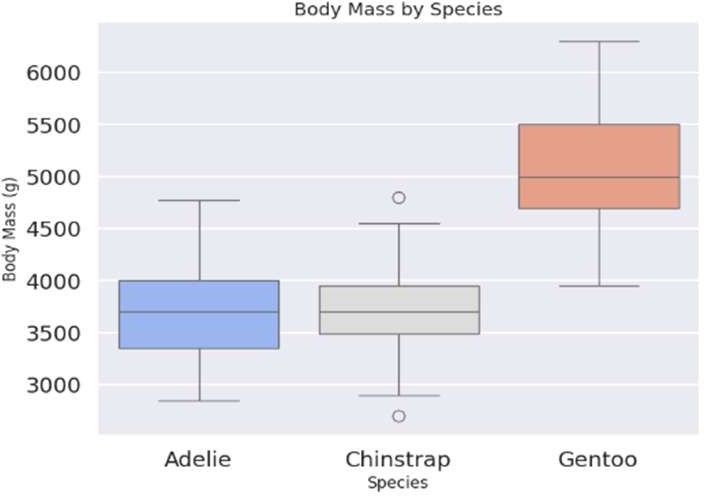 Body Mass by Species
Body Mass (g)
6000
5500
5000
4500
4000
3500
3000
Adelie
Chinstrap
Gentoo
Species